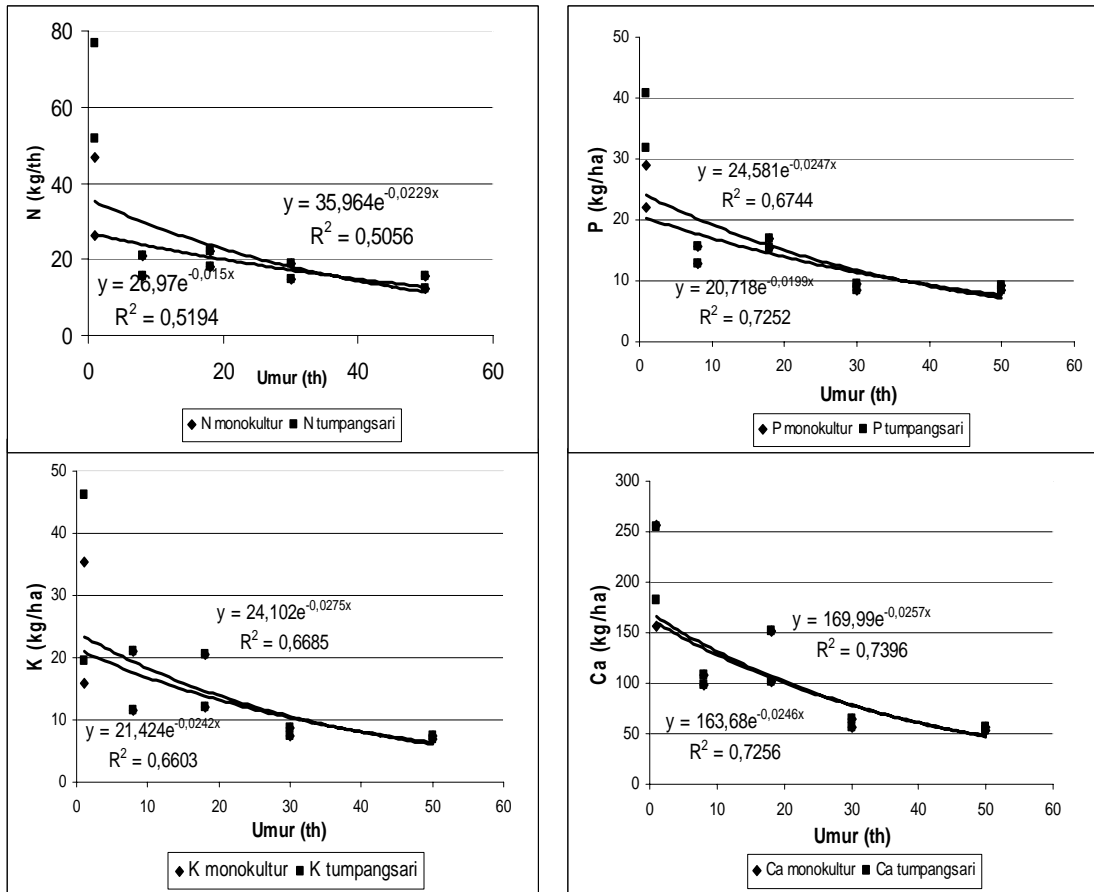 80
60
40
20
0
N (kg/th)
y = 35,964e^-0,0229x
R² = 0,5056
y = 26,97e^-0,015x
R² = 0,5194
0 20 40 60
Umur (th)
N monokultur N tumpangsari
50
40
30
20
10
0
P (kg/ha)
y = 24,581e^-0,0247x
R² = 0,6744
y = 20,718e^-0,0199x
R² = 0,7252
0 10 20 30 40 50 60
Umur (th)
P monokultur P tumpangsari
50
40
30
20
10
0
K (kg/ha)
y = 24,102e^-0,0275x
R² = 0,6685
y = 21,424e^-0,0242x
R² = 0,6603
0 10 20 30 40 50 60
Umur (th)
K monokultur K tumpangsari
300
250
200
150
100
50
0
Ca (kg/ha)
y = 169,99e^-0,0257x
R² = 0,7396
y = 163,68e^-0,0246x
R² = 0,7256
0 10 20 30 40 50 60
Umur (th)
Ca monokultur Ca tumpangsari